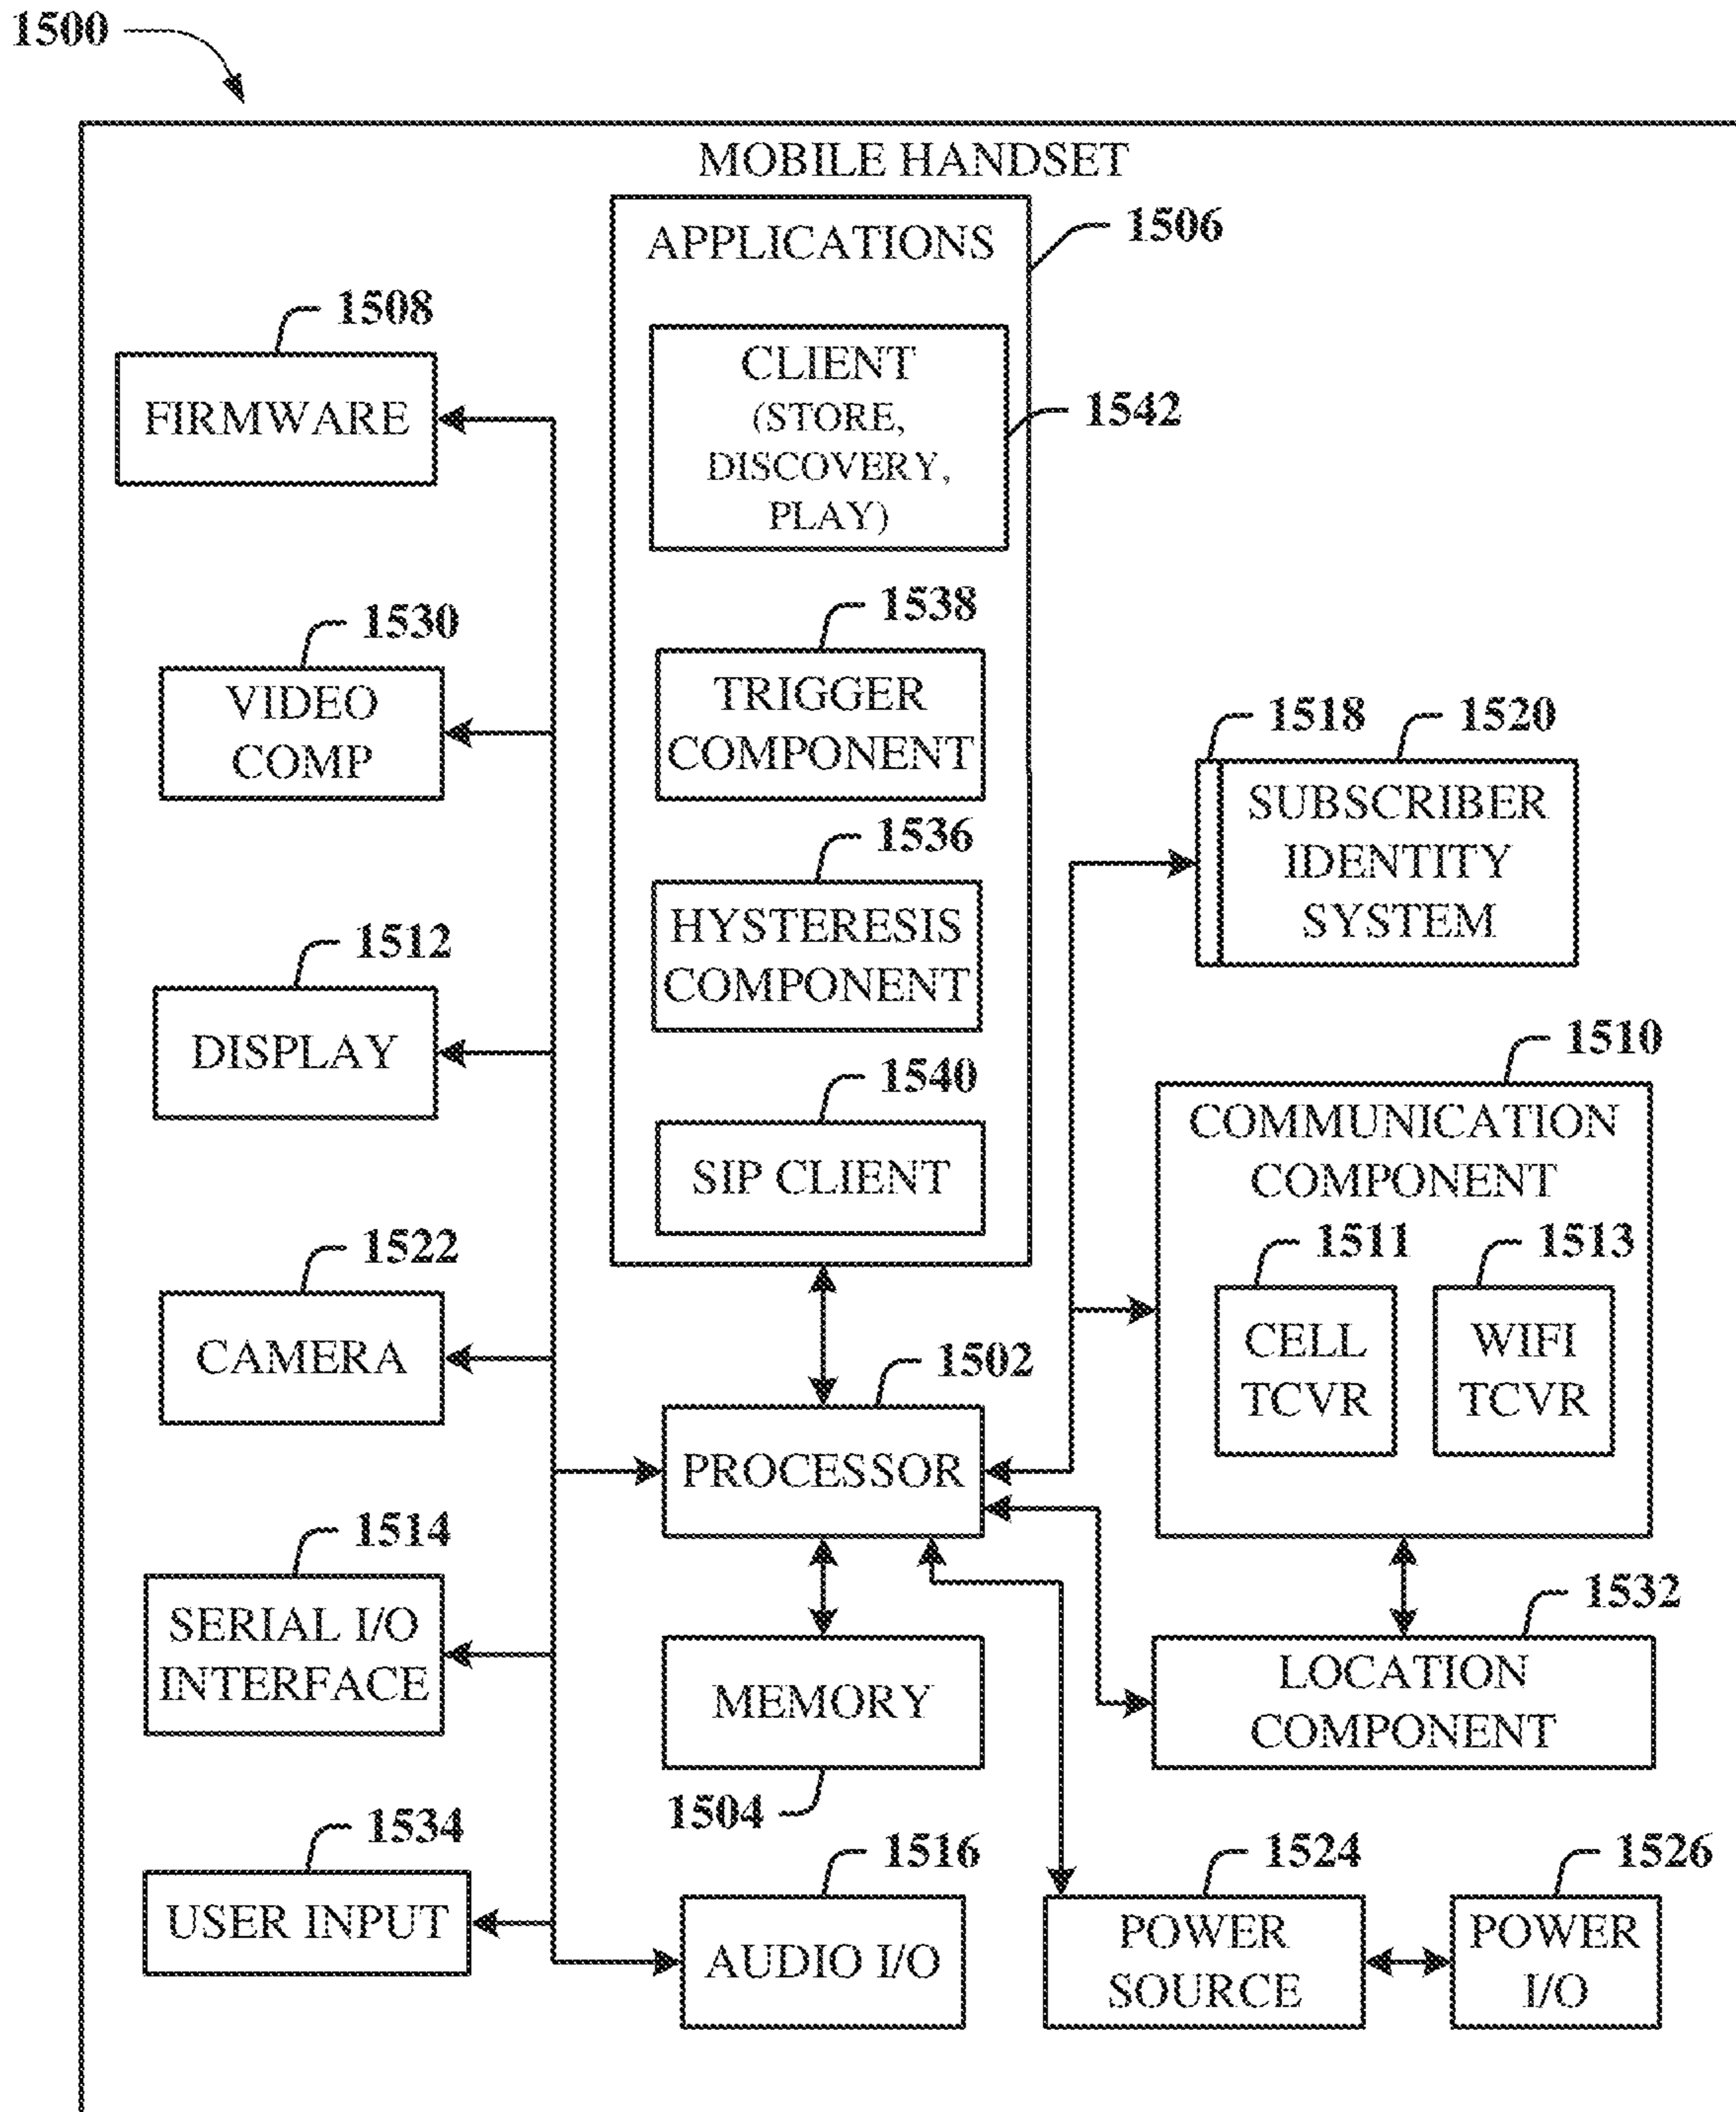 1500
MOBILE HANDSET
APPLICATIONS
1506
CLIENT
(STORE,
DISCOVERY,
PLAY)
1542
1508
FIRMWARE
1538
TRIGGER
COMPONENT
1530
VIDEO
COMP
1518
1520
SUBSCRIBER
IDENTITY
SYSTEM
1536
HYSTERESIS
COMPONENT
1512
DISPLAY
1540
SIP CLIENT
1510
COMMUNICATION
COMPONENT
1511
CELL
TCVR
1513
WIFI
TCVR
1522
CAMERA
1502
PROCESSOR
1514
SERIAL I/O
INTERFACE
MEMORY
1504
1532
LOCATION
COMPONENT
1534
USER INPUT
1516
AUDIO I/O
1524
POWER
SOURCE
1526
POWER
I/O